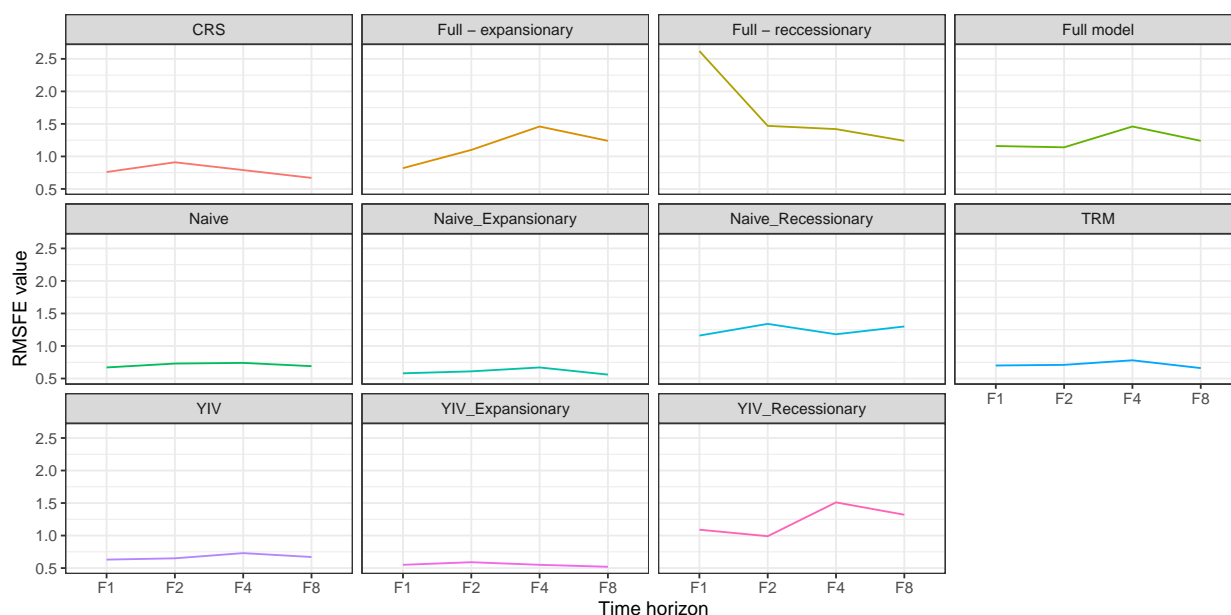 CRS
Full − expansionary
Full − reccessionary
Full model
2.5
2.0
1.5
1.0
0.5
Naive
Naive_Expansionary
Naive_Recessionary
TRM
2.5
2.0
1.5
1.0
0.5
F1 F2 F4 F8
YIV
YIV_Expansionary
YIV_Recessionary
2.5
2.0
1.5
1.0
0.5
F1 F2 F4 F8
F1 F2 F4 F8
F1 F2 F4 F8
RMSFE value
Time horizon